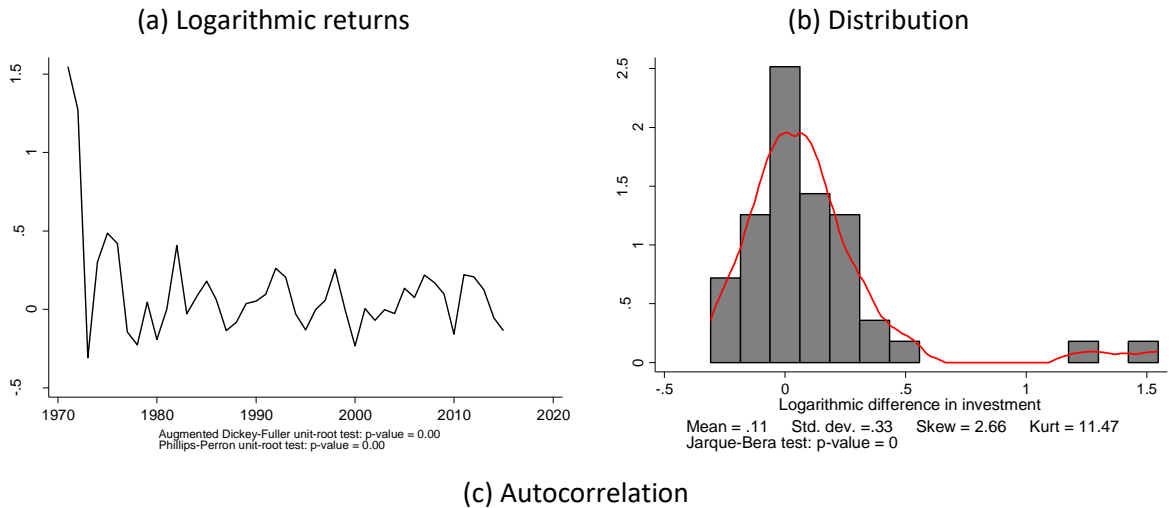 (a) Logarithmic returns
1.5
1
.5
0
-.5
1970 1980 1990 2000 2010 2020
Augmented Dickey-Fuller unit-root test: p-value = 0.00
Phillips-Perron unit-root test: p-value = 0.00
(b) Distribution
2.5
2
1.5
1
.5
0
-.5 0 .5 1 1.5
Logarithmic difference in investment
Mean = .11 Std. dev. =.33 Skew = 2.66 Kurt = 11.47
Jarque-Bera test: p-value = 0
(c) Autocorrelation